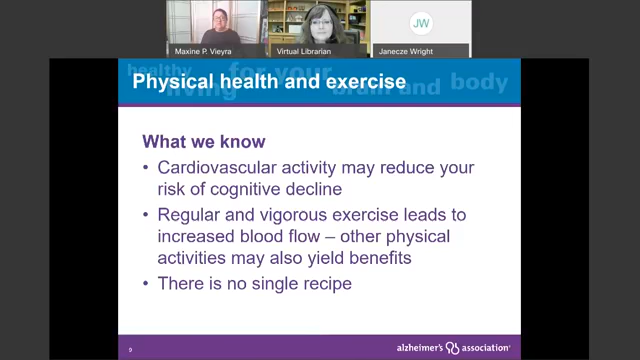 JW
Maxine P. Vieyra
Virtual Librarian
Janecze Wright
healthy
living
for your
brain and
body
Physical health and exercise
What we know
• Cardiovascular activity may reduce your
risk of cognitive decline
• Regular and vigorous exercise leads to
increased blood flow – other physical
activities may also yield benefits
• There is no single recipe
alzheimer's association®